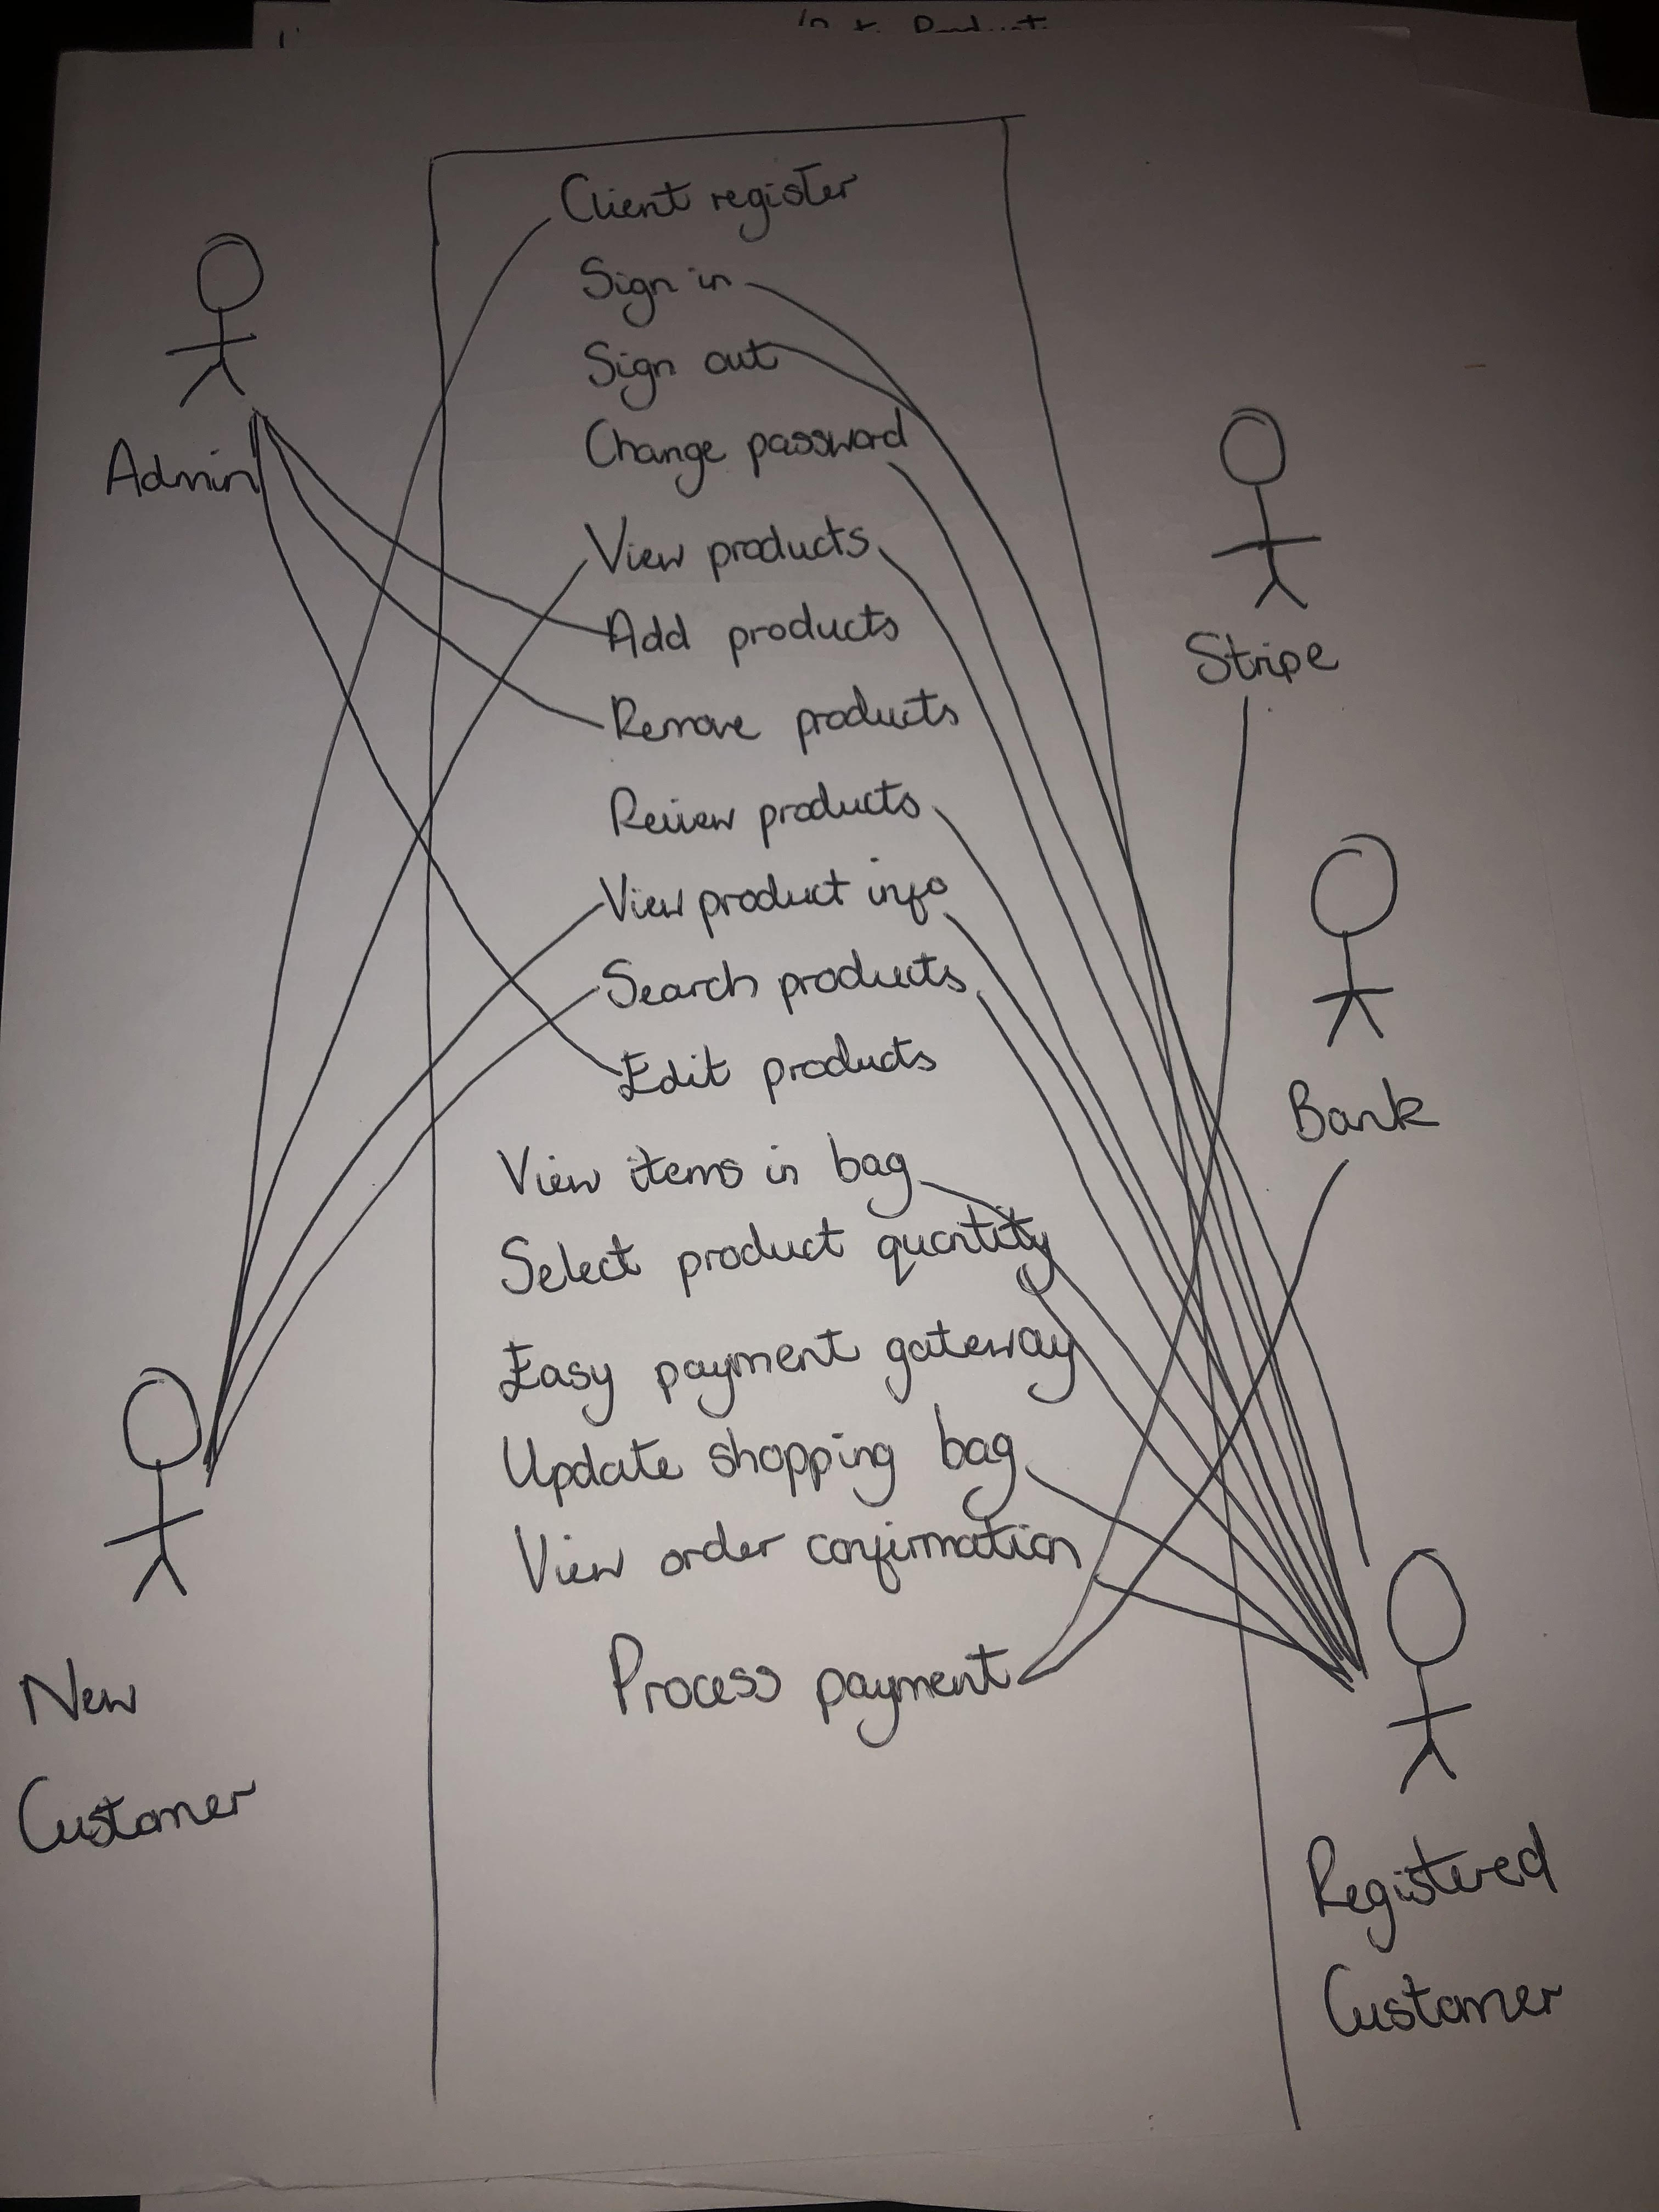 Client register
Sign in
Sign out
Change password
View products
Add products
Remove products
Review products
View product info
Search products
Edit products
View items in bag
Select product quantity
Easy payment gateway
Update shopping bag
View order confirmation
Process payment
Admin
New
Customer
Stripe
Bank
Registered
Customer